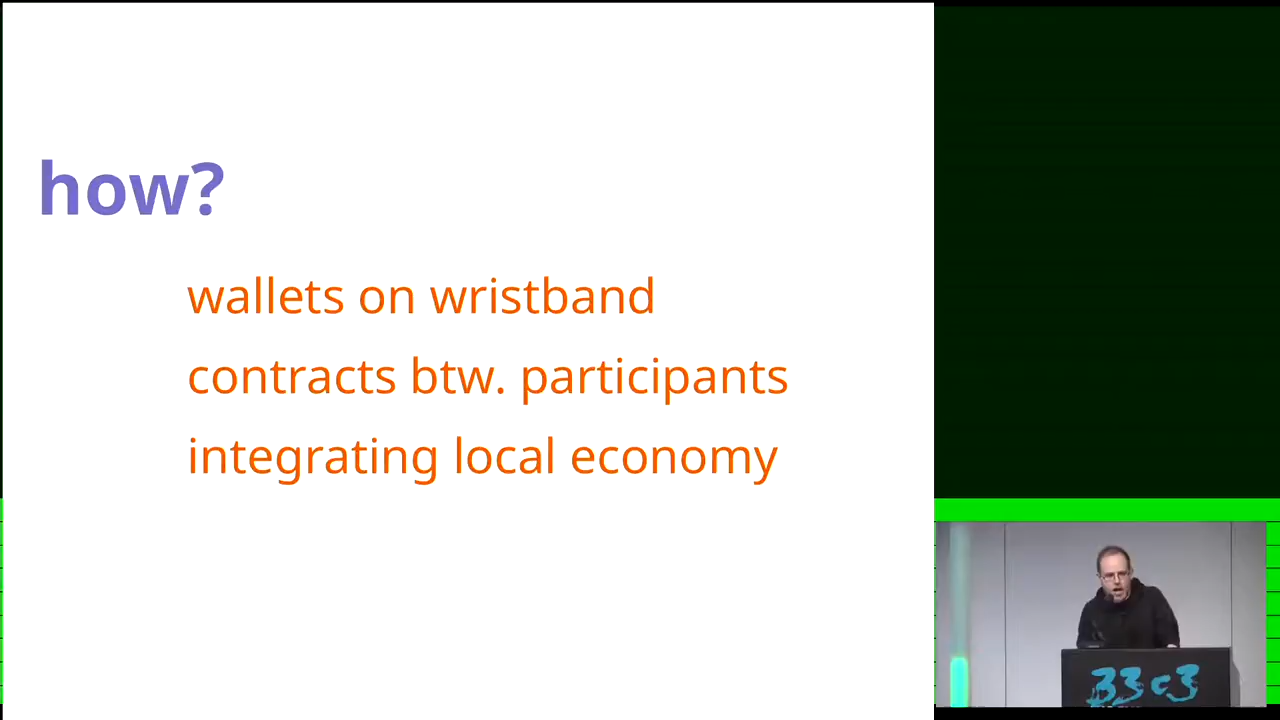 how?
wallets on wristband
contracts btw. participants
integrating local economy
33c3